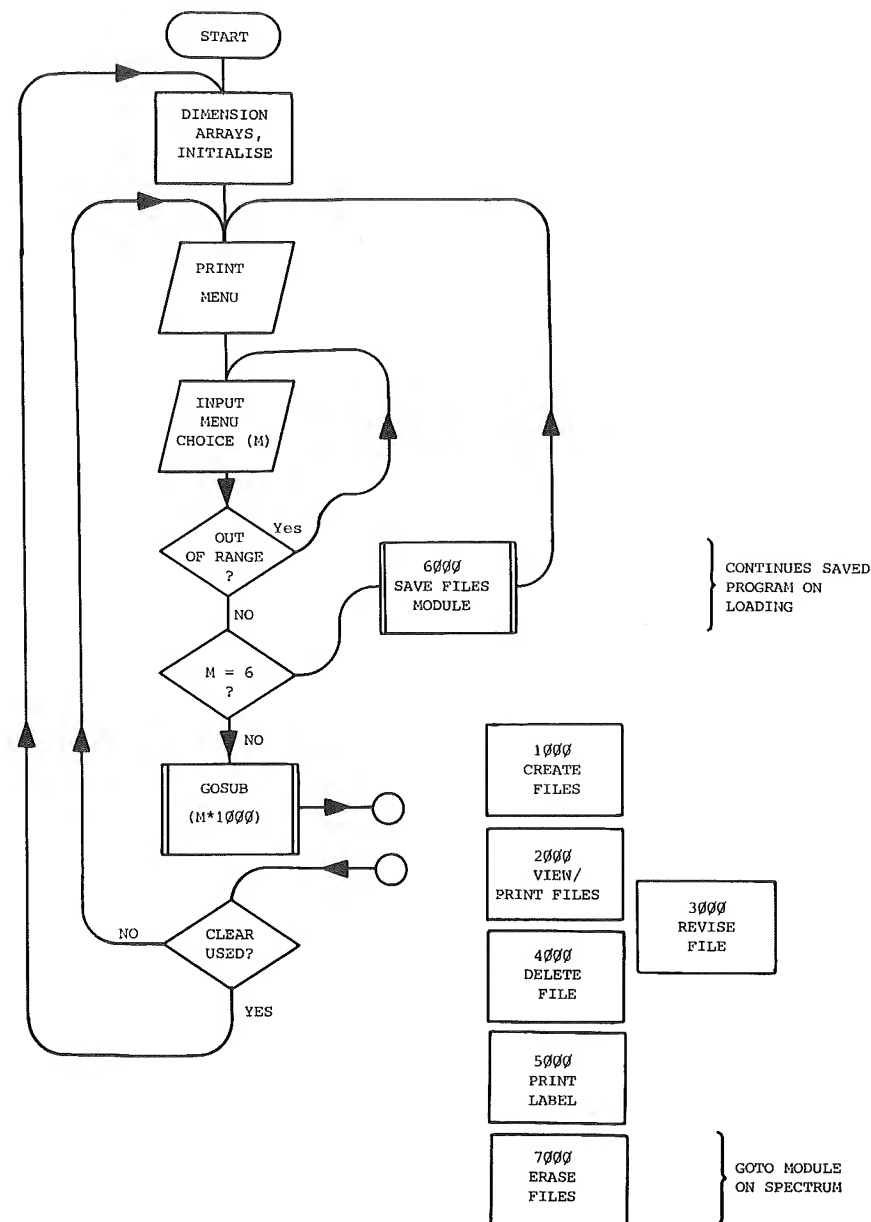 START
DIMENSION
ARRAYS,
INITIALISE
PRINT
MENU
INPUT
MENU
CHOICE (M)
OUT
OF RANGE
?
Yes
NO
6ØØØ
SAVE FILES
MODULE
CONTINUES SAVED
PROGRAM ON
LOADING
M = 6
?
NO
GOSUB
(M*1ØØØ)
CLEAR
USED?
NO
YES
1ØØØ
CREATE
FILES
2ØØØ
VIEW/
PRINT FILES
3ØØØ
REVISE
FILE
4ØØØ
DELETE
FILE
5ØØØ
PRINT
LABEL
7ØØØ
ERASE
FILES
GOTO MODULE
ON SPECTRUM